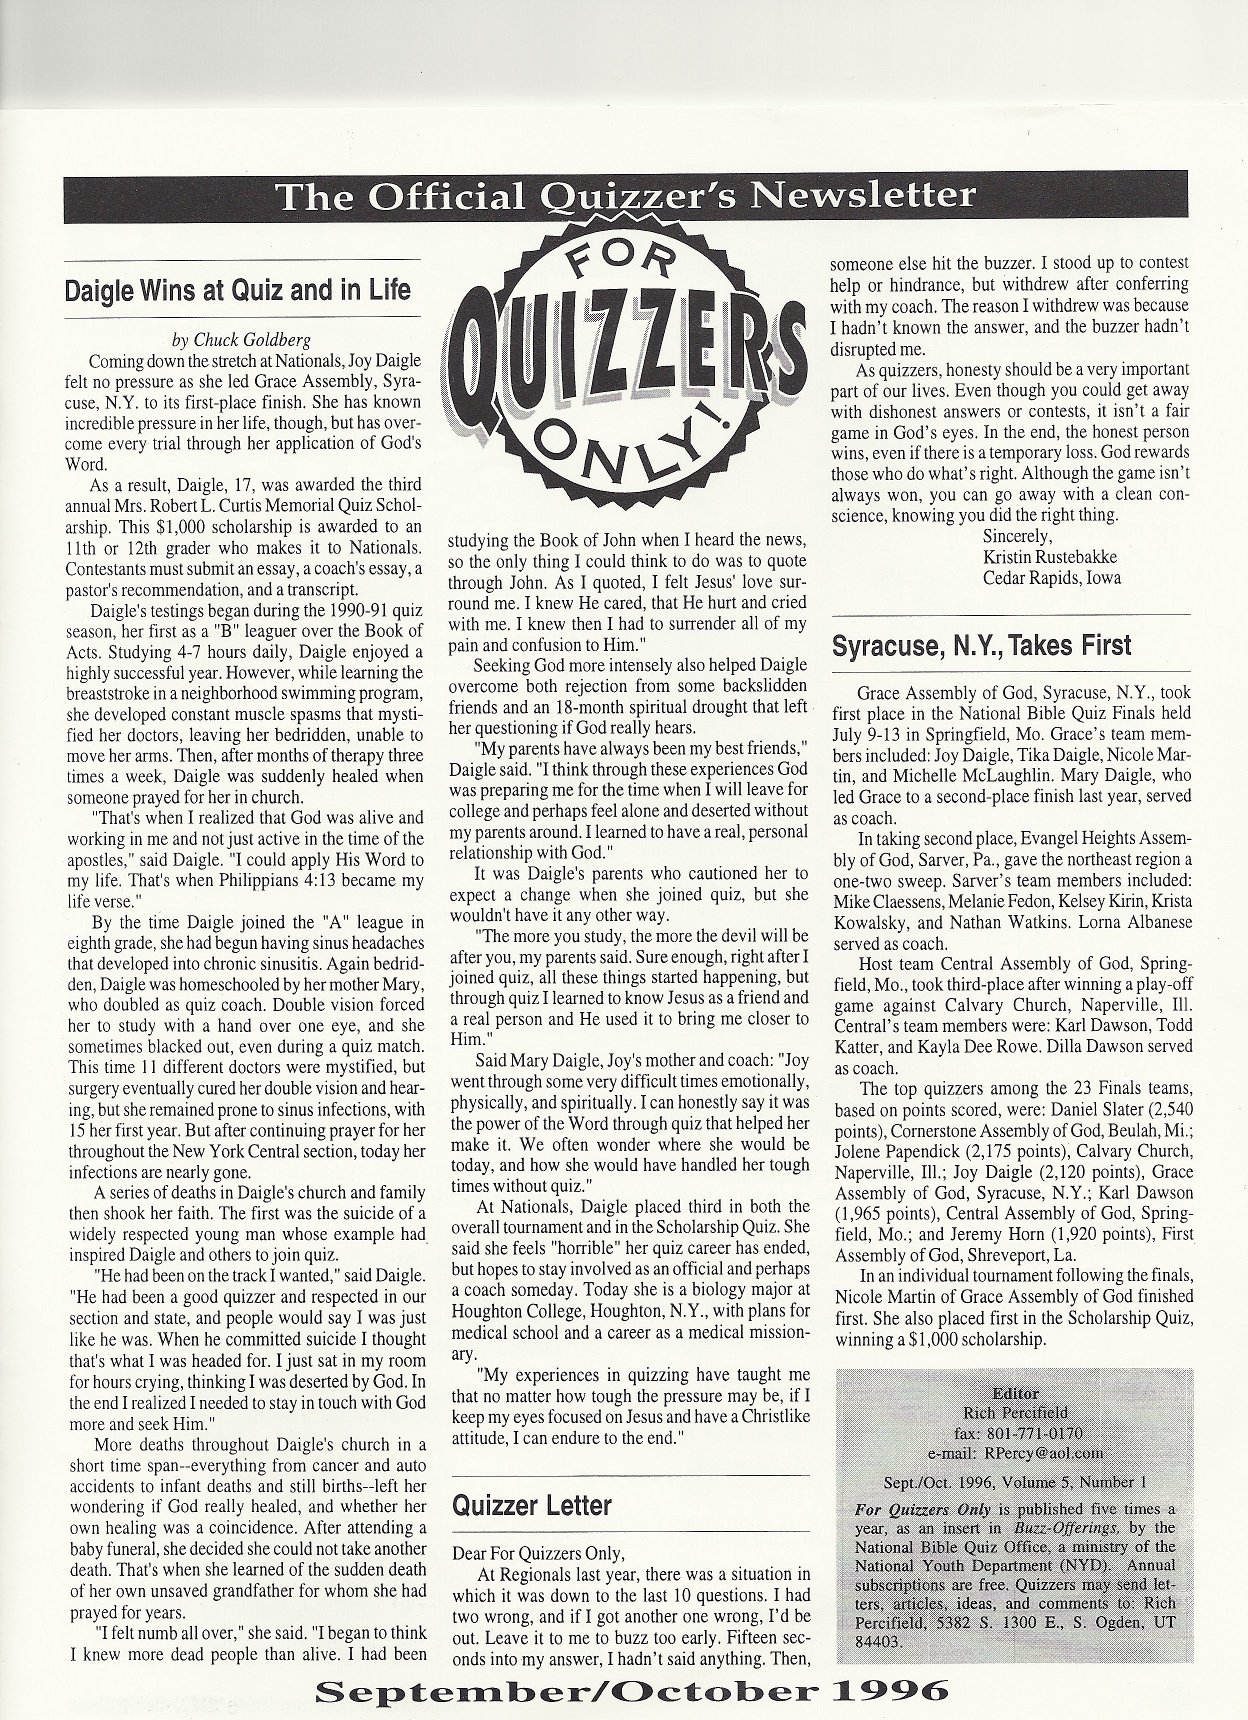 The Official Quizzer's Newsletter
FOR
QUIZZERS
ONLY!
Daigle Wins at Quiz and in Life
by Chuck Goldberg
Coming down the stretch at Nationals, Joy Daigle
felt no pressure as she led Grace Assembly, Syra-
cuse, N.Y. to its first-place finish. She has known
incredible pressure in her life, though, but has over-
come every trial through her application of God's
Word.
As a result, Daigle, 17, was awarded the third
annual Mrs. Robert L. Curtis Memorial Quiz Schol-
arship. This $1,000 scholarship is awarded to an
11th or 12th grader who makes it to Nationals.
Contestants must submit an essay, a coach's essay, a
pastor's recommendation, and a transcript.
Daigle's testings began during the 1990-91 quiz
season, her first as a "B" leaguer over the Book of
Acts. Studying 4-7 hours daily, Daigle enjoyed a
highly successful year. However, while learning the
breaststroke in a neighborhood swimming program,
she developed constant muscle spasms that mysti-
fied her doctors, leaving her bedridden, unable to
move her arms. Then, after months of therapy three
times a week, Daigle was suddenly healed when
someone prayed for her in church.
"That's when I realized that God was alive and
working in me and not just active in the time of the
apostles," said Daigle. "I could apply His Word to
my life. That's when Philippians 4:13 became my
life verse."
By the time Daigle joined the "A" league in
eighth grade, she had begun having sinus headaches
that developed into chronic sinusitis. Again bedrid-
den, Daigle was homeschooled by her mother Mary,
who doubled as quiz coach. Double vision forced
her to study with a hand over one eye, and she
sometimes blacked out, even during a quiz match.
This time 11 different doctors were mystified, but
surgery eventually cured her double vision and hear-
ing, but she remained prone to sinus infections, with
15 her first year. But after continuing prayer for her
throughout the New York Central section, today her
infections are nearly gone.
A series of deaths in Daigle's church and family
then shook her faith. The first was the suicide of a
widely respected young man whose example had
inspired Daigle and others to join quiz.
"He had been on the track I wanted," said Daigle.
"He had been a good quizzer and respected in our
section and state, and people would say I was just
like he was. When he committed suicide I thought
that's what I was headed for. I just sat in my room
for hours crying, thinking I was deserted by God. In
the end I realized I needed to stay in touch with God
more and seek Him."
More deaths throughout Daigle's church in a
short time span--everything from cancer and auto
accidents to infant deaths and still births--left her
wondering if God really healed, and whether her
own healing was a coincidence. After attending a
baby funeral, she decided she could not take another
death. That's when she learned of the sudden death
of her own unsaved grandfather for whom she had
prayed for years.
"I felt numb all over," she said. "I began to think
I knew more dead people than alive. I had been
studying the Book of John when I heard the news,
so the only thing I could think to do was to quote
through John. As I quoted, I felt Jesus' love sur-
round me. I knew He cared, that He hurt and cried
with me. I knew then I had to surrender all of my
pain and confusion to Him."
Seeking God more intensely also helped Daigle
overcome both rejection from some backslidden
friends and an 18-month spiritual drought that left
her questioning if God really hears.
"My parents have always been my best friends,"
Daigle said. "I think through these experiences God
was preparing me for the time when I will leave for
college and perhaps feel alone and deserted without
my parents around. I learned to have a real, personal
relationship with God."
It was Daigle's parents who cautioned her to
expect a change when she joined quiz, but she
wouldn't have it any other way.
"The more you study, the more the devil will be
after you, my parents said. Sure enough, right after I
joined quiz, all these things started happening, but
through quiz I learned to know Jesus as a friend and
a real person and He used it to bring me closer to
Him."
Said Mary Daigle, Joy's mother and coach: "Joy
went through some very difficult times emotionally,
physically, and spiritually. I can honestly say it was
the power of the Word through quiz that helped her
make it. We often wonder where she would be
today, and how she would have handled her tough
times without quiz."
At Nationals, Daigle placed third in both the
overall tournament and in the Scholarship Quiz. She
said she feels "horrible" her quiz career has ended,
but hopes to stay involved as an official and perhaps
a coach someday. Today she is a biology major at
Houghton College, Houghton, N.Y., with plans for
medical school and a career as a medical mission-
ary.
"My experiences in quizzing have taught me
that no matter how tough the pressure may be, if I
keep my eyes focused on Jesus and have a Christlike
attitude, I can endure to the end."
Quizzer Letter
Dear For Quizzers Only,
At Regionals last year, there was a situation in
which it was down to the last 10 questions. I had
two wrong, and if I got another one wrong, I'd be
out. Leave it to me to buzz too early. Fifteen sec-
onds into my answer, I hadn't said anything. Then,
someone else hit the buzzer. I stood up to contest
help or hindrance, but withdrew after conferring
with my coach. The reason I withdrew was because
I hadn't known the answer, and the buzzer hadn't
disrupted me.
As quizzers, honesty should be a very important
part of our lives. Even though you could get away
with dishonest answers or contests, it isn't a fair
game in God's eyes. In the end, the honest person
wins, even if there is a temporary loss. God rewards
those who do what's right. Although the game isn't
always won, you can go away with a clean con-
science, knowing you did the right thing.
Sincerely,
Kristin Rustebakke
Cedar Rapids, Iowa
Syracuse, N.Y., Takes First
Grace Assembly of God, Syracuse, N.Y., took
first place in the National Bible Quiz Finals held
July 9-13 in Springfield, Mo. Grace's team mem-
bers included: Joy Daigle, Tika Daigle, Nicole Mar-
tin, and Michelle McLaughlin. Mary Daigle, who
led Grace to a second-place finish last year, served
as coach.
In taking second place, Evangel Heights Assem-
bly of God, Sarver, Pa., gave the northeast region a
one-two sweep. Sarver's team members included:
Mike Claessens, Melanie Fedon, Kelsey Kirin, Krista
Kowalsky, and Nathan Watkins. Lorna Albanese
served as coach.
Host team Central Assembly of God, Spring-
field, Mo., took third-place after winning a play-off
game against Calvary Church, Naperville, Ill.
Central's team members were: Karl Dawson, Todd
Katter, and Kayla Dee Rowe. Dilla Dawson served
as coach.
The top quizzers among the 23 Finals teams,
based on points scored, were: Daniel Slater (2,540
points), Cornerstone Assembly of God, Beulah, Mi.;
Jolene Papendick (2,175 points), Calvary Church,
Naperville, Ill.; Joy Daigle (2,120 points), Grace
Assembly of God, Syracuse, N.Y.; Karl Dawson
(1,965 points), Central Assembly of God, Spring-
field, Mo.; and Jeremy Horn (1,920 points), First
Assembly of God, Shreveport, La.
In an individual tournament following the finals,
Nicole Martin of Grace Assembly of God finished
first. She also placed first in the Scholarship Quiz,
winning a $1,000 scholarship.
Editor
Rich Percifield
fax: 801-771-0170
e-mail: RPercy@aol.com
Sept./Oct. 1996, Volume 5, Number 1
For Quizzers Only is published five times a
year, as an insert in Buzz-Offerings, by the
National Bible Quiz Office, a ministry of the
National Youth Department (NYD). Annual
subscriptions are free. Quizzers may send let-
ters, articles, ideas, and comments to: Rich
Percifield, 5382 S. 1300 E., S. Ogden, UT
84403.
September/October 1996